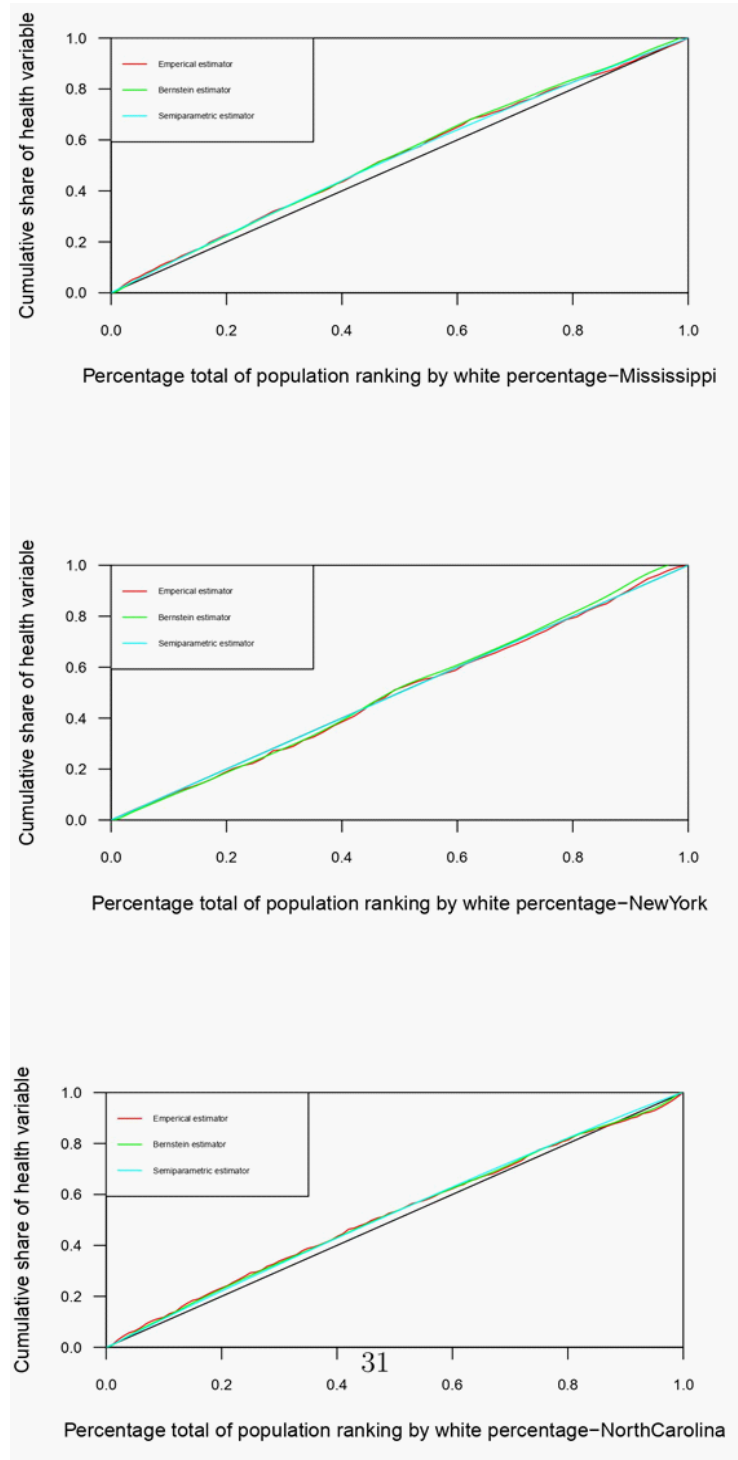 Cumulative share of health variable
1.0
0.8
0.6
0.4
0.2
0.0
Emperical estimator
Bernstein estimator
Semiparametric estimator
0.0 0.2 0.4 0.6 0.8 1.0
Percentage total of population ranking by white percentage−Mississippi
Cumulative share of health variable
1.0
0.8
0.6
0.4
0.2
0.0
Emperical estimator
Bernstein estimator
Semiparametric estimator
0.0 0.2 0.4 0.6 0.8 1.0
Percentage total of population ranking by white percentage−NewYork
Cumulative share of health variable
1.0
0.8
0.6
0.4
0.2
0.0
Emperical estimator
Bernstein estimator
Semiparametric estimator
31
0.0 0.2 0.4 0.6 0.8 1.0
Percentage total of population ranking by white percentage−NorthCarolina